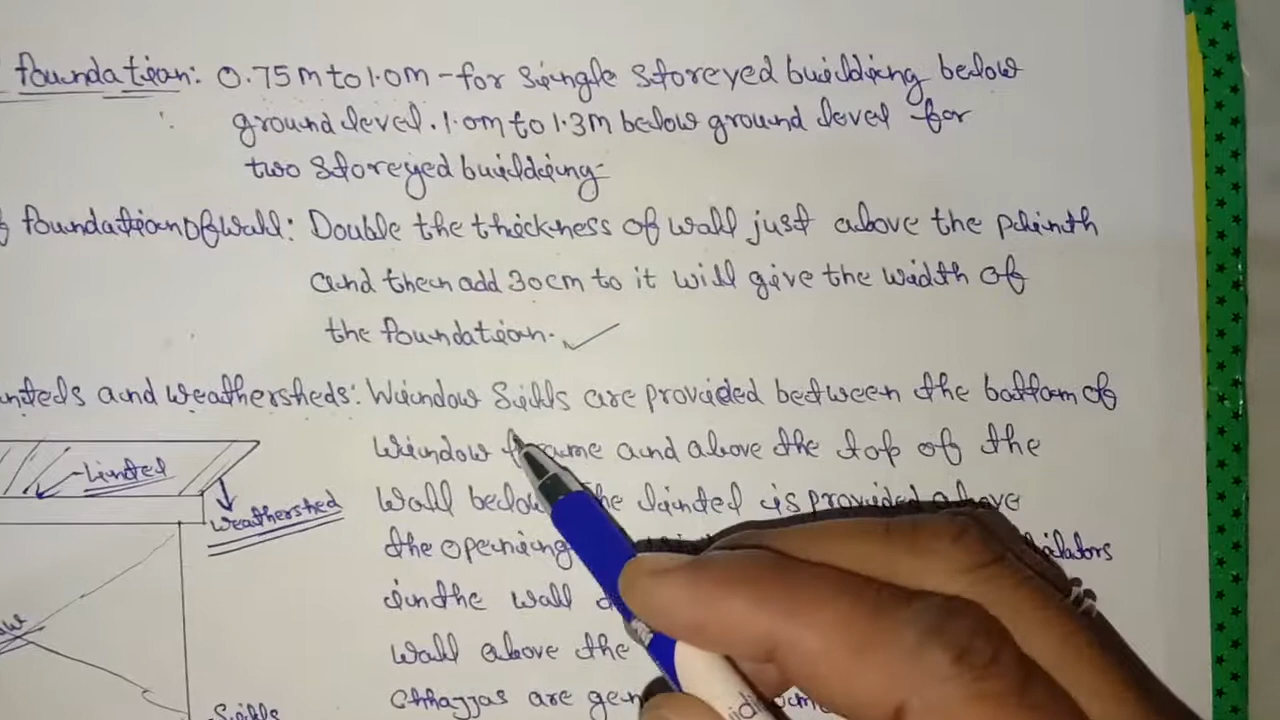 foundation: 0.75m to 1.0m - for single storeyed building below
ground level. 1.0m to 1.3m below ground level for
two storeyed building
foundation of wall: Double the thickness of wall just above the plinth
and then add 30cm to it will give the width of
the foundation.
and weathersheds: Window Sills are provided between the bottom of
Lintel
window frame and above the top of the
Weathershed
wall below. The lintel is provided above
the opening
in the wall
wall above the
Chhajjas are
Sills